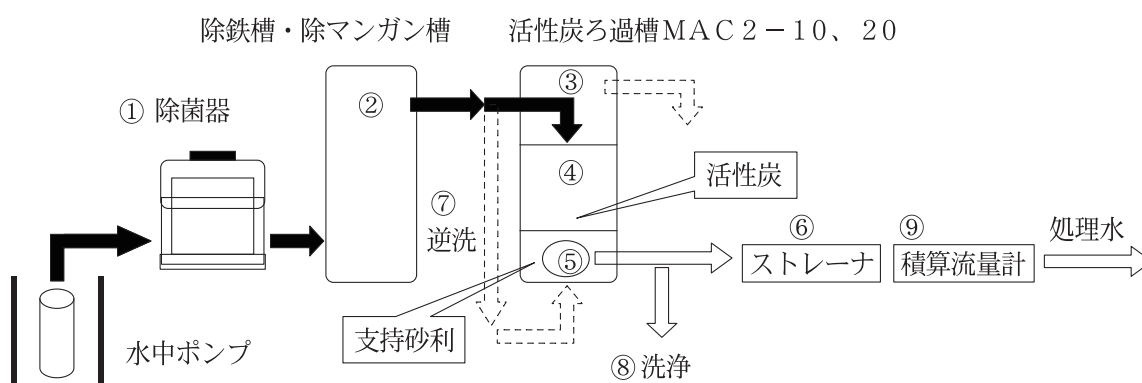 除鉄槽・除マンガン槽
活性炭ろ過槽MAC2-10、20
① 除菌器
②
③
④
活性炭
⑦
逆洗
⑤
⑥
ストレーナ
⑨
積算流量計
処理水
支持砂利
水中ポンプ
⑧ 洗浄